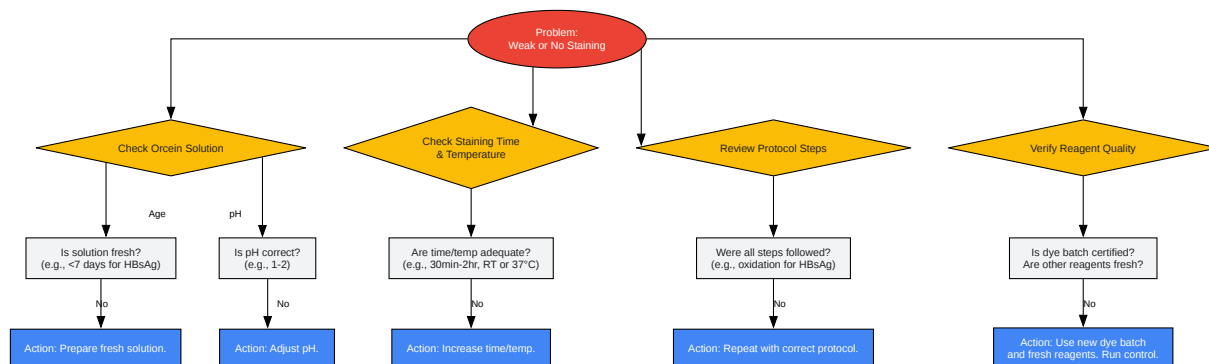 Problem:
Weak or No Staining
Check Orcein Solution
Check Staining Time
& Temperature
Review Protocol Steps
Verify Reagent Quality
Age
pH
Is solution fresh?
(e.g., <7 days for HBsAg)
Is pH correct?
(e.g., 1-2)
Are time/temp adequate?
(e.g., 30min-2hr, RT or 37°C)
Were all steps followed?
(e.g., oxidation for HBsAg)
Is dye batch certified?
Are other reagents fresh?
No
No
No
No
No
Action: Prepare fresh solution.
Action: Adjust pH.
Action: Increase time/temp.
Action: Repeat with correct protocol.
Action: Use new dye batch
and fresh reagents. Run control.